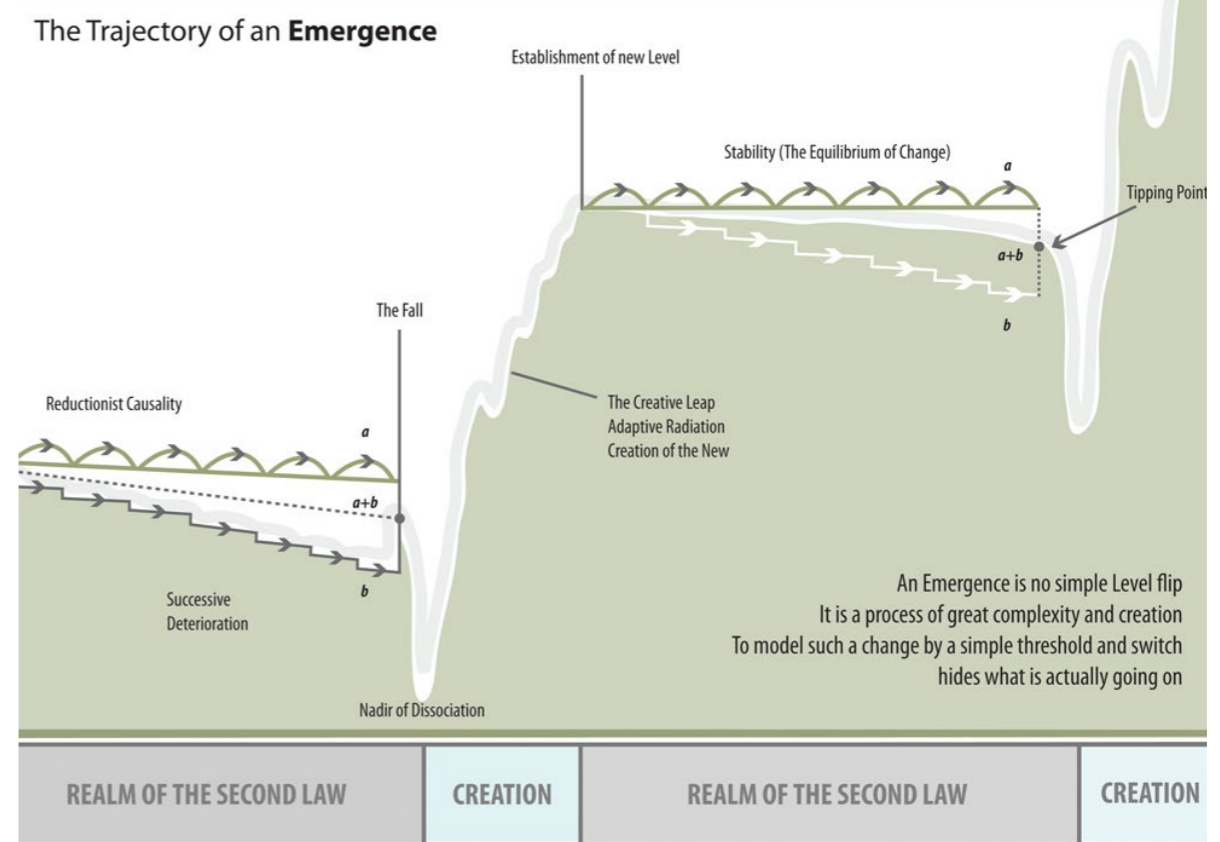 The Trajectory of an Emergence
Establishment of new Level
Stability (The Equilibrium of Change)
a
Tipping Point
a+b
b
The Fall
Reductionist Causality
a
The Creative Leap
Adaptive Radiation
Creation of the New
a+b
b
Successive
Deterioration
An Emergence is no simple Level flip
It is a process of great complexity and creation
To model such a change by a simple threshold and switch
hides what is actually going on
Nadir of Dissociation
REALM OF THE SECOND LAW
CREATION
REALM OF THE SECOND LAW
CREATION